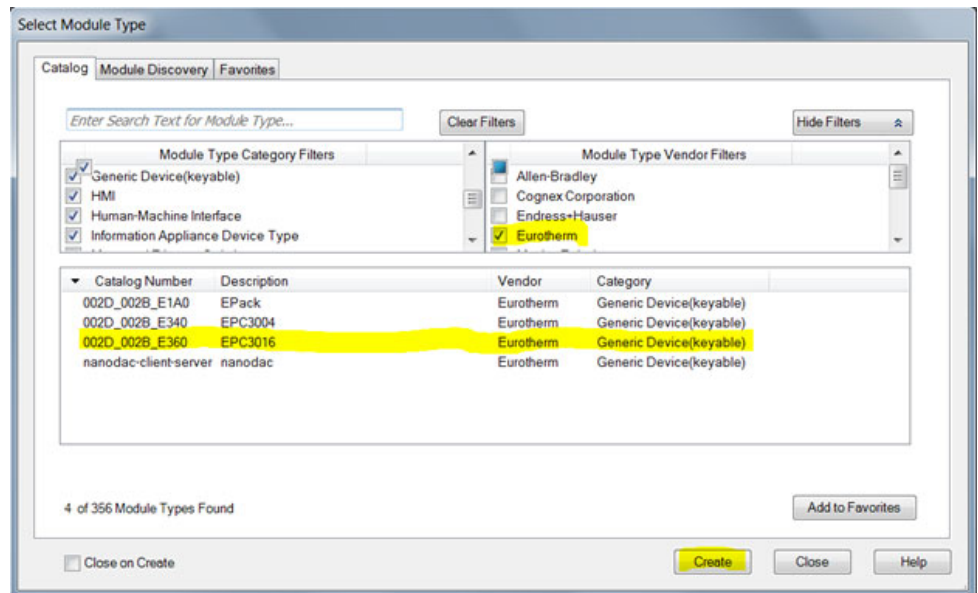 Select Module Type
Catalog Module Discovery Favorites
Enter Search Text for Module Type... Clear Filters Hide Filters
Module Type Category Filters Module Type Vendor Filters
Generic Device(keyable) Allen-Bradley
HMI Cognex Corporation
Human-Machine Interface Endress+Hauser
Information Appliance Device Type Eurotherm
Catalog Number Description Vendor Category
002D_002B_E1A0 EPack Eurotherm Generic Device(keyable)
002D_002B_E340 EPC3004 Eurotherm Generic Device(keyable)
002D_002B_E360 EPC3016 Eurotherm Generic Device(keyable)
nanodac-client-server nanodac Eurotherm Generic Device(keyable)
4 of 356 Module Types Found Add to Favorites
Close on Create Create Close Help